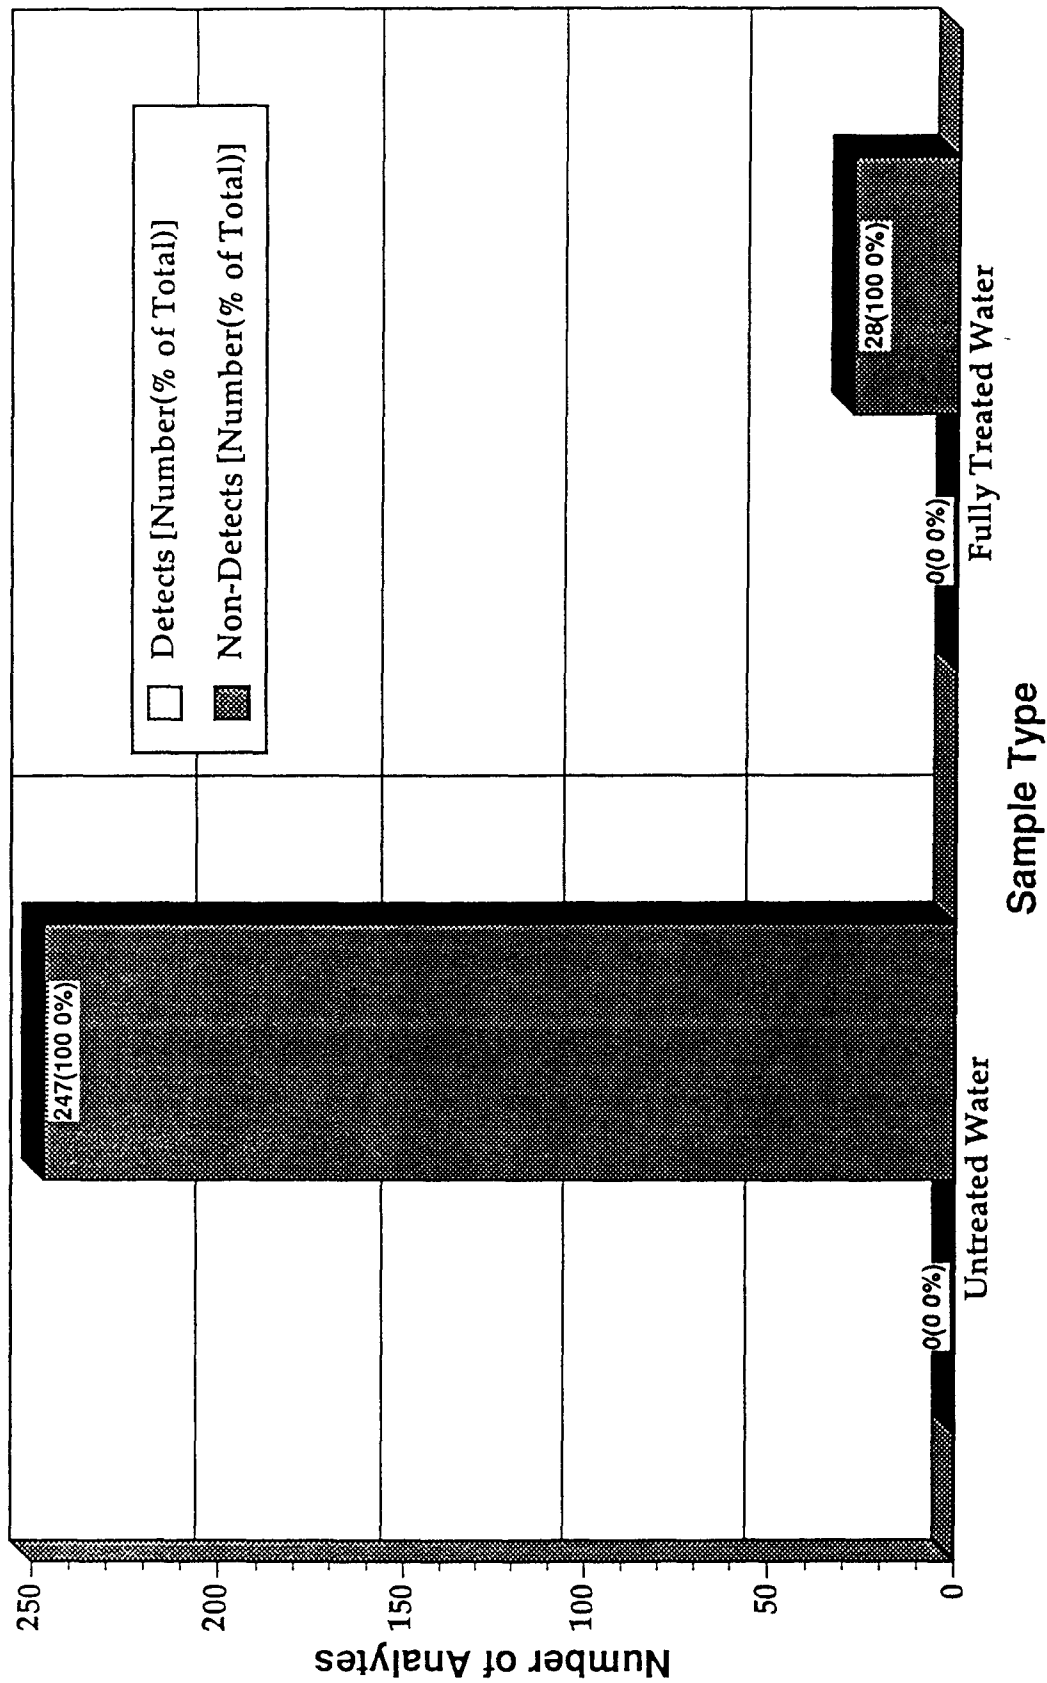 Number of Analytes
250
200
150
100
50
0
Detects [Number(% of Total)]
Non-Detects [Number(% of Total)]
0(0 0%)
247(100 0%)
0(0 0%)
28(100 0%)
Untreated Water
Fully Treated Water
Sample Type